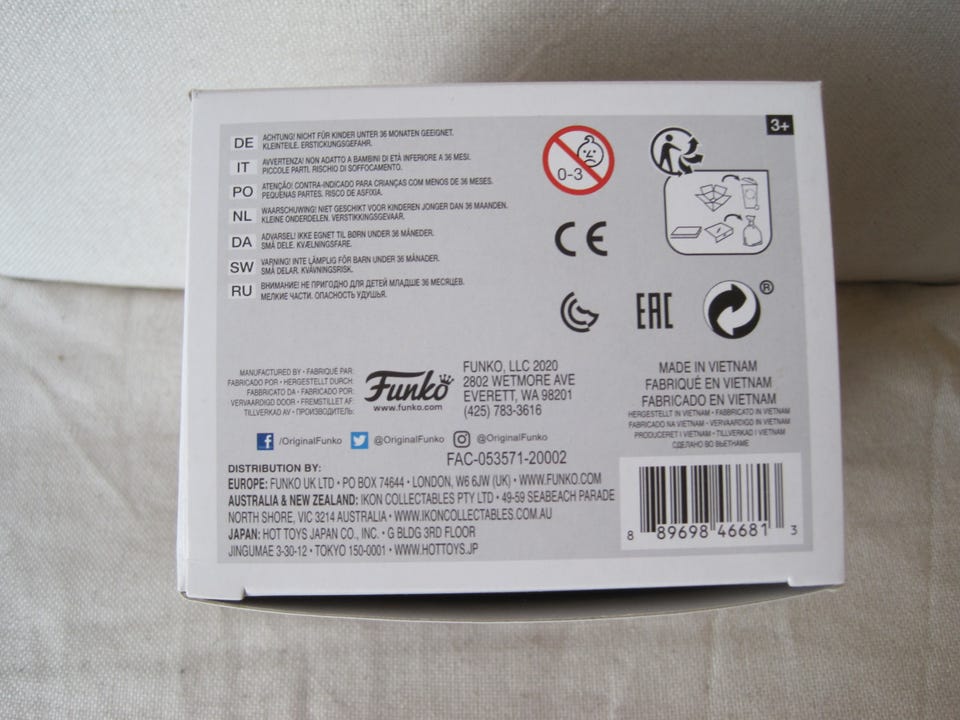 3+
DE ACHTUNG! NICHT FÜR KINDER UNTER 36 MONATEN GEEIGNET.
KLEINTEILE. ERSTICKUNGSGEFAHR.
IT AVVERTENZA! NON ADATTO A BAMBINI DI ETÀ INFERIORE A 36 MESI.
PICCOLE PARTI. RISCHIO DI SOFFOCAMENTO.
PO ATENÇÃO! CONTRA-INDICADO PARA CRIANÇAS COM MENOS DE 36 MESES.
PEQUENAS PARTES. RISCO DE ASFIXIA.
NL WAARSCHUWING! NIET GESCHIKT VOOR KINDEREN JONGER DAN 36 MAANDEN.
KLEINE ONDERDELEN. VERSTIKKINGSGEVAAR.
DA ADVARSEL! IKKE EGNET TIL BØRN UNDER 36 MÅNEDER.
SMÅ DELE. KVÆLNINGSFARE.
SW VARNING! INTE LÄMPLIG FÖR BARN UNDER 36 MÅNADER.
SMÅ DELAR. KVÄVNINGSRISK.
RU ВНИМАНИЕ! НЕ ПРИГОДНО ДЛЯ ДЕТЕЙ МЛАДШЕ 36 МЕСЯЦЕВ.
МЕЛКИЕ ЧАСТИ. ОПАСНОСТЬ УДУШЬЯ.
0-3
CE
EAC
®
MANUFACTURED BY • FABRIQUÉ PAR:
FABRICADO POR • HERGESTELLT DURCH:
FABBRICATO DA • FABRICADO POR:
VERVAARDIGD DOOR • FREMSTILLET AF:
TILLVERKAD AV • ПРОИЗВОДИТЕЛЬ:
Funko
www.funko.com
FUNKO, LLC 2020
2802 WETMORE AVE
EVERETT, WA 98201
(425) 783-3616
/OriginalFunko @OriginalFunko @OriginalFunko
FAC-053571-20002
MADE IN VIETNAM
FABRIQUÉ EN VIETNAM
FABRICADO EN VIETNAM
HERGESTELLT IN VIETNAM • FABBRICATO IN VIETNAM
FABRICADO NA VIETNAM • VERVAARDIGD IN VIETNAM
PRODUCERET I VIETNAM • TILLVERKAD I VIETNAM
СДЕЛАНО ВО ВЬЕТНАМЕ
DISTRIBUTION BY:
EUROPE: FUNKO UK LTD • PO BOX 74644 • LONDON, W6 6JW (UK) • WWW.FUNKO.COM
AUSTRALIA & NEW ZEALAND: IKON COLLECTABLES PTY LTD • 49-59 SEABEACH PARADE
NORTH SHORE, VIC 3214 AUSTRALIA • WWW.IKONCOLLECTABLES.COM.AU
JAPAN: HOT TOYS JAPAN CO., INC. • G BLDG 3RD FLOOR
JINGUMAE 3-30-12 • TOKYO 150-0001 • WWW.HOTTOYS.JP
8 89698 46681 3